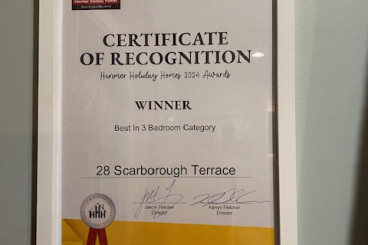 CERTIFICATE
OF RECOGNITION
Hanmer Holiday Homes 2024 Awards
WINNER
Best In 3 Bedroom Category
28 Scarborough Terrace
Director
Director
HHH